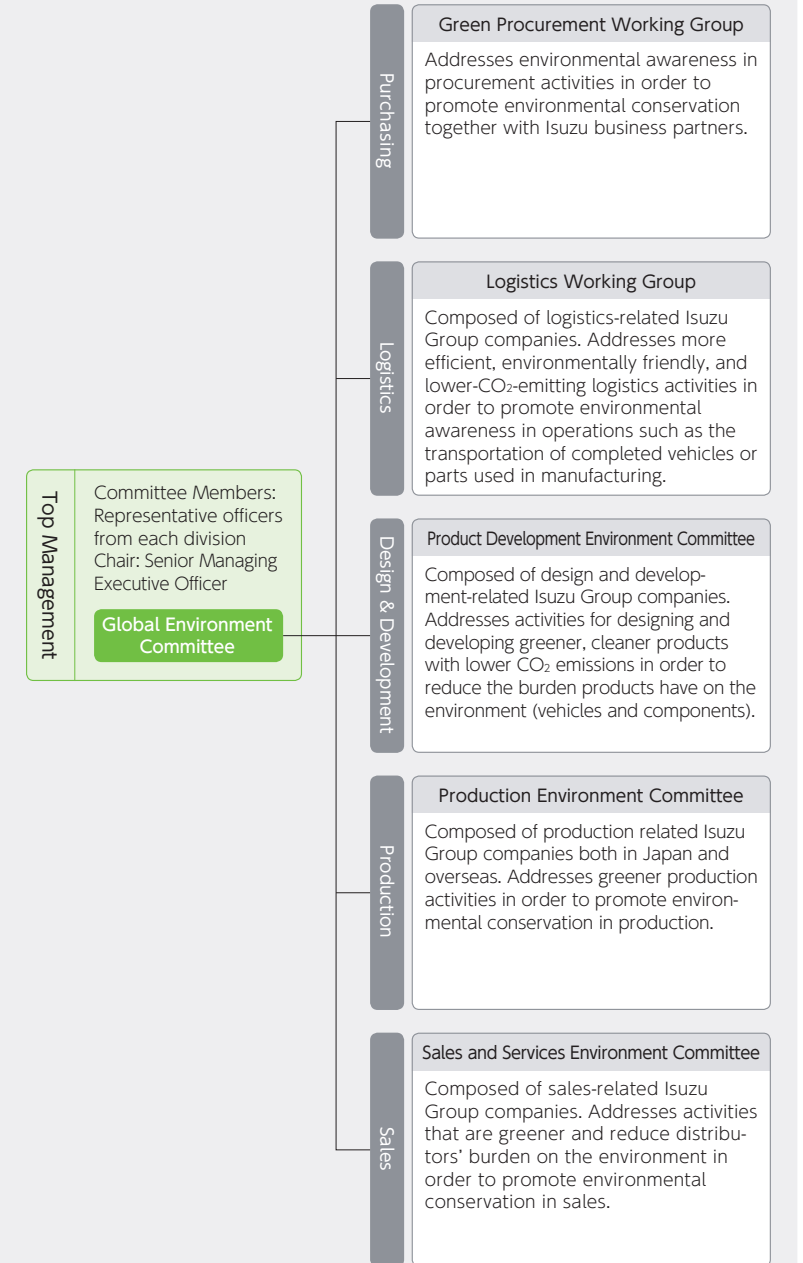 Top Management
Committee Members:
Representative officers
from each division
Chair: Senior Managing
Executive Officer
Global Environment
Committee
Purchasing
Green Procurement Working Group
Addresses environmental awareness in
procurement activities in order to
promote environmental conservation
together with Isuzu business partners.
Logistics
Logistics Working Group
Composed of logistics-related Isuzu
Group companies. Addresses more
efficient, environmentally friendly, and
lower-CO₂-emitting logistics activities in
order to promote environmental
awareness in operations such as the
transportation of completed vehicles or
parts used in manufacturing.
Design & Development
Product Development Environment Committee
Composed of design and develop-
ment-related Isuzu Group companies.
Addresses activities for designing and
developing greener, cleaner products
with lower CO₂ emissions in order to
reduce the burden products have on the
environment (vehicles and components).
Production
Production Environment Committee
Composed of production related Isuzu
Group companies both in Japan and
overseas. Addresses greener production
activities in order to promote environ-
mental conservation in production.
Sales
Sales and Services Environment Committee
Composed of sales-related Isuzu
Group companies. Addresses activities
that are greener and reduce distribu-
tors’ burden on the environment in
order to promote environmental
conservation in sales.